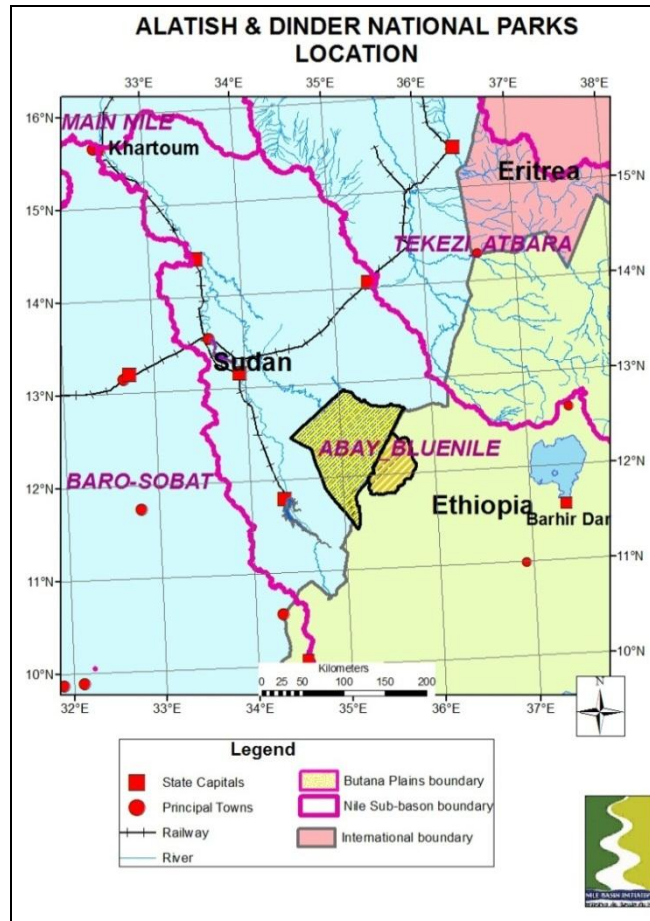 ALATISH & DINDER NATIONAL PARKS
LOCATION
33°E 34°E 35°E 36°E 37°E 38°E
16°N
MAIN NILE
Khartoum
Eritrea
15°N
15°N
TEKEZI_ATBARA
14°N
14°N
Sudan
13°N
13°N
ABAY_BLUENILE
BARO-SOBAT
12°N
12°N
Ethiopia
Barhir Dar
11°N
11°N
10°N
10°N
Kilometers
0 25 50 100 150 200
32°E 33°E 34°E 35°E 36°E 37°E
N
Legend
State Capitals
Principal Towns
Railway
River
Butana Plains boundary
Nile Sub-bason boundary
International boundary
NILE BASIN INITIATIVE